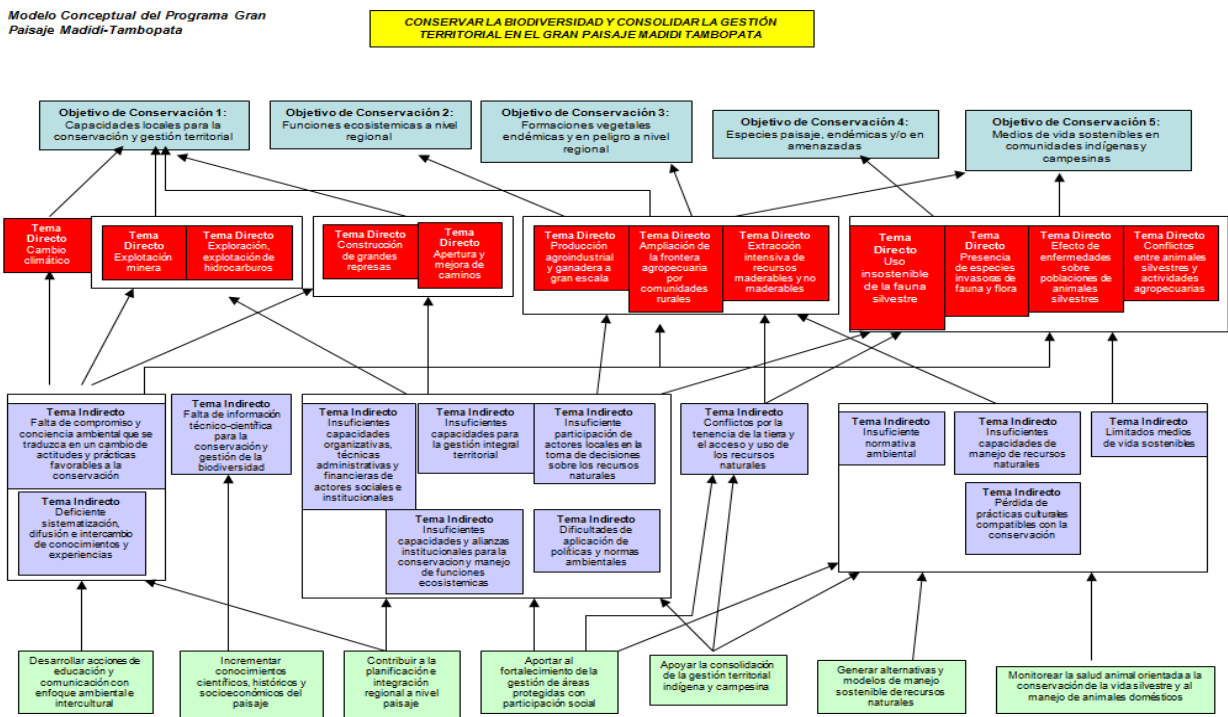 Modelo Conceptual del Programa Gran
Paisaje Madidi-Tambopata
CONSERVAR LA BIODIVERSIDAD Y CONSOLIDAR LA GESTIÓN
TERRITORIAL EN EL GRAN PAISAJE MADIDI TAMBOPATA
Objetivo de Conservación 1:
Capacidades locales para la
conservación y gestión territorial
Objetivo de Conservación 2:
Funciones ecosistemicas a nivel
regional
Objetivo de Conservación 3:
Formaciones vegetales
endémicas y en peligro a nivel
regional
Objetivo de Conservación 4:
Especies paisaje, endémicas y/o en
amenazadas
Objetivo de Conservación 5:
Medios de vida sostenibles en
comunidades indígenas y
campesinas
Tema
Directo
Cambio
climático
Tema
Directo
Explotación
minera
Tema Directo
Exploración,
explotación de
hidrocarburos
Tema Directo
Construcción
de grandes
represas
Tema
Directo
Apertura y
mejora de
caminos
Tema Directo
Producción
agroindustrial
y ganadera a
gran escala
Tema Directo
Ampliación de
la frontera
agropecuaria
por
comunidades
rurales
Tema Directo
Extracción
intensiva de
recursos
maderables y no
maderables
Tema
Directo
Uso
insostenible
de la fauna
silvestre
Tema
Directo
Presencia
de especies
invasoras de
fauna y flora
Tema Directo
Efecto de
enfermedades
sobre
poblaciones de
animales
silvestres
Tema Directo
Conflictos
entre animales
silvestres y
actividades
agropecuarias
Tema Indirecto
Falta de compromiso y
conciencia ambiental que se
traduzca en un cambio de
actitudes y prácticas
favorables a la
conservación
Tema Indirecto
Deficiente
sistematización,
difusión e intercambio
de conocimientos y
experiencias
Tema Indirecto
Falta de información
técnico-científica
para la
conservación y
gestión de la
biodiversidad
Tema Indirecto
Insuficientes
capacidades
organizativas,
técnicas
administrativas y
financieras de
actores sociales e
institucionales
Tema Indirecto
Insuficientes
capacidades para
la gestión integral
territorial
Tema Indirecto
Insuficiente
participación de
actores locales en la
toma de decisiones
sobre los recursos
naturales
Tema Indirecto
Insuficientes
capacidades y alianzas
institucionales para la
conservacion y manejo
de funciones
ecosistemicas
Tema Indirecto
Dificultades de
aplicación de
políticas y normas
ambientales
Tema Indirecto
Conflictos por la
tenencia de la tierra y
el acceso y uso de
los recursos
naturales
Tema Indirecto
Insuficiente
normativa
ambiental
Tema Indirecto
Insuficientes
capacidades de
manejo de recursos
naturales
Tema Indirecto
Limitados medios
de vida sostenibles
Tema Indirecto
Pérdida de
prácticas culturales
compatibles con la
conservación
Desarrollar acciones de
educación y
comunicación con
enfoque ambiental e
intercultural
Incrementar
conocimientos
científicos, históricos y
socioeconómicos del
paisaje
Contribuir a la
planificación e
integración
regional a nivel
paisaje
Aportar al
fortalecimiento de la
gestión de áreas
protegidas con
participación social
Apoyar la consolidación
de la gestión territorial
indígena y campesina
Generar alternativas y
modelos de manejo
sostenible de recursos
naturales
Monitorear la salud animal orientada a la
conservación de la vida silvestre y al
manejo de animales domésticos